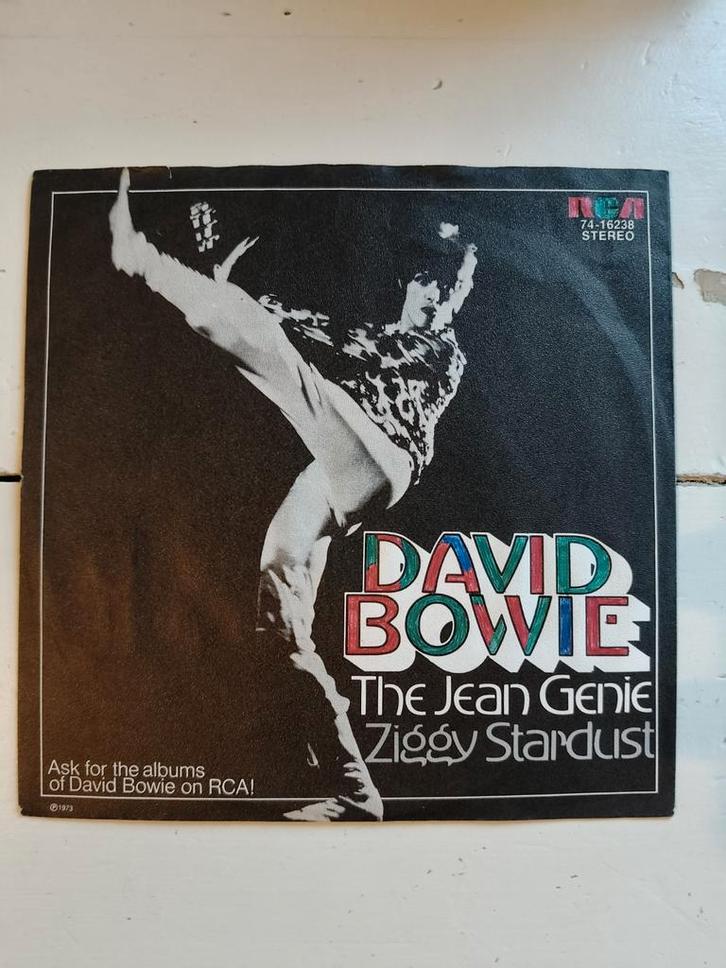 RCA
74-16238
STEREO
DAVID
BOWIE
The Jean Genie
Ziggy Stardust
Ask for the albums
of David Bowie on RCA!
℗1973